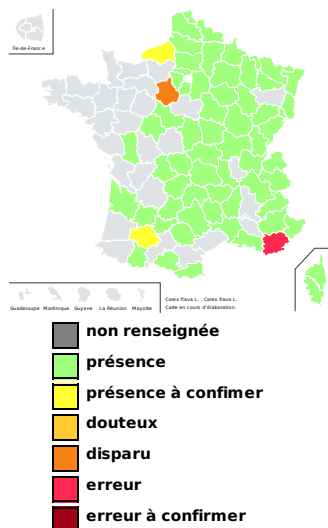 Île-de-France
Guadeloupe Martinique Guyane La Réunion Mayotte
Carex flava L. , Carex flava L.
Carte en cours d'élaboration.
non renseignée
présence
présence à confimer
douteux
disparu
erreur
erreur à confirmer